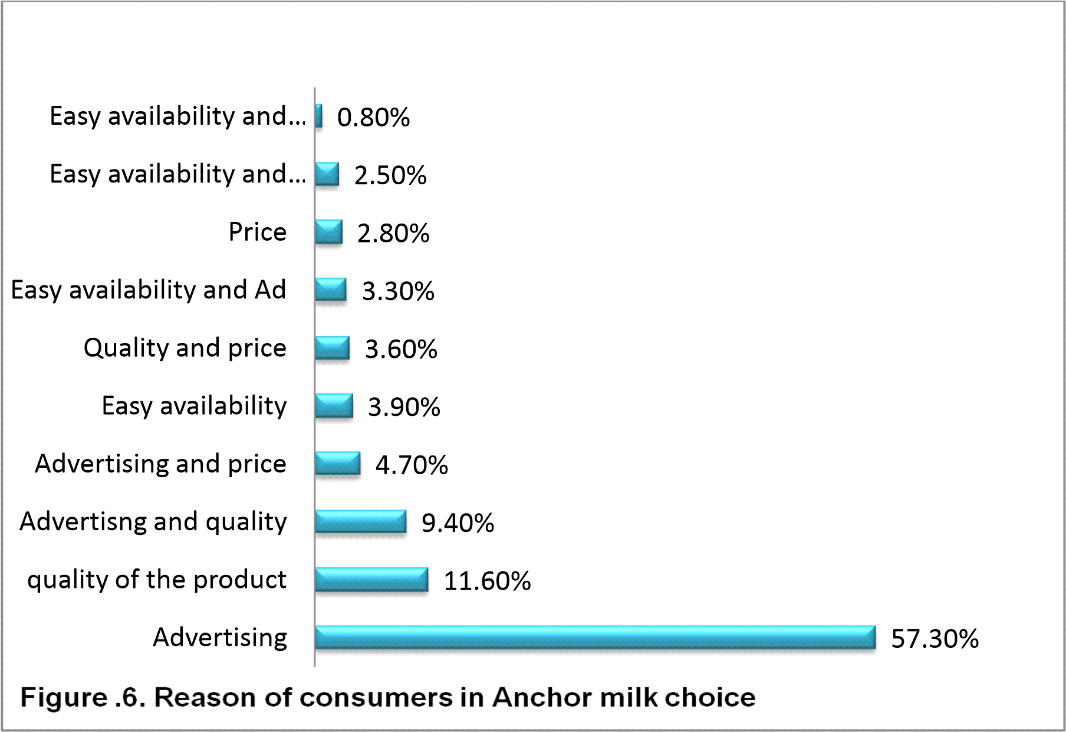 Easy availability and... 0.80%
Easy availability and... 2.50%
Price 2.80%
Easy availability and Ad 3.30%
Quality and price 3.60%
Easy availability 3.90%
Advertising and price 4.70%
Advertisng and quality 9.40%
quality of the product 11.60%
Advertising 57.30%
Figure .6. Reason of consumers in Anchor milk choice